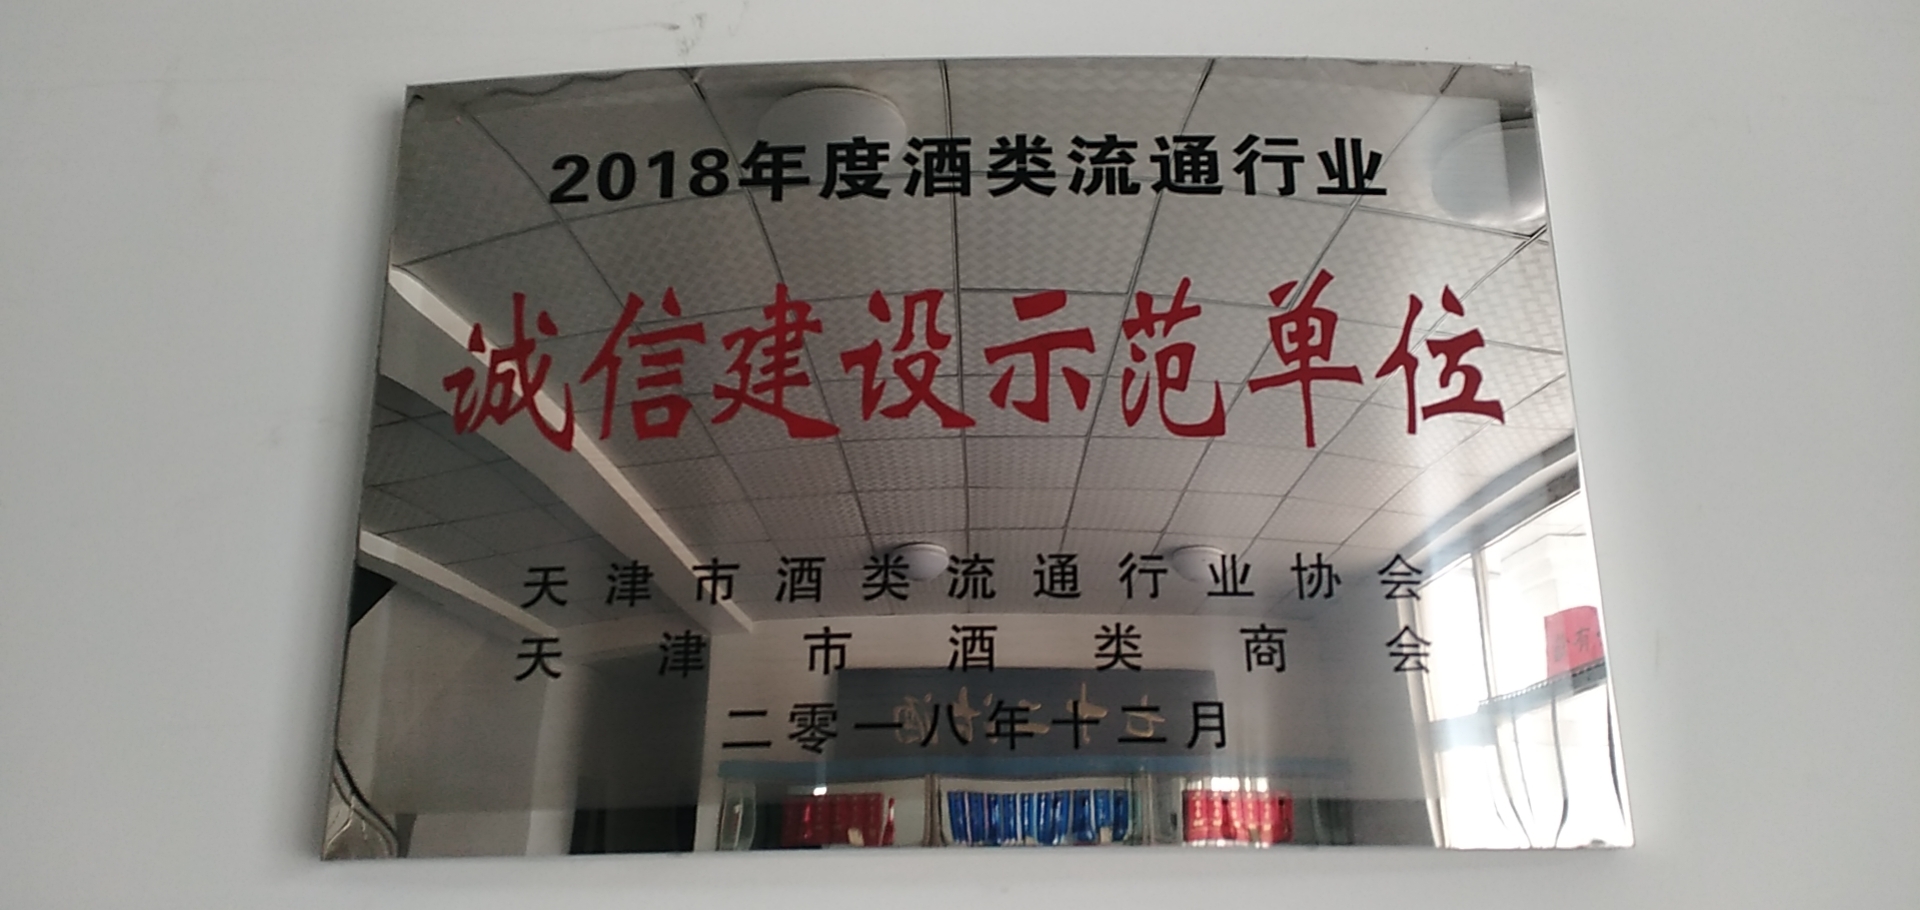 2018年度酒类流通行业
诚信建设示范单位
天津市酒类流通行业协会
天津市酒类商会
二零一八年十二月